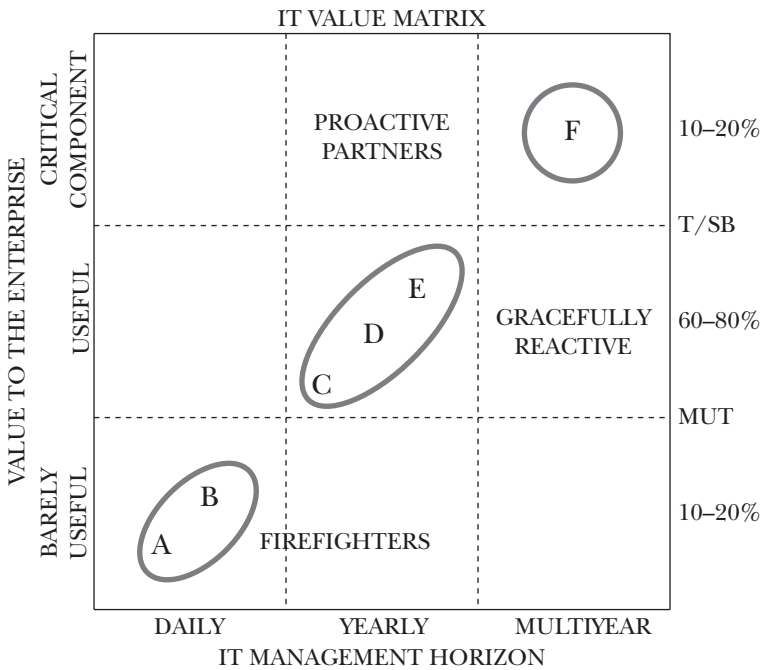 IT VALUE MATRIX
VALUE TO THE ENTERPRISE
CRITICAL
COMPONENT
PROACTIVE
PARTNERS
F
10–20%
T/SB
USEFUL
E
D
C
GRACEFULLY
REACTIVE
60–80%
MUT
BARELY
USEFUL
B
A
FIREFIGHTERS
10–20%
DAILY
YEARLY
MULTIYEAR
IT MANAGEMENT HORIZON